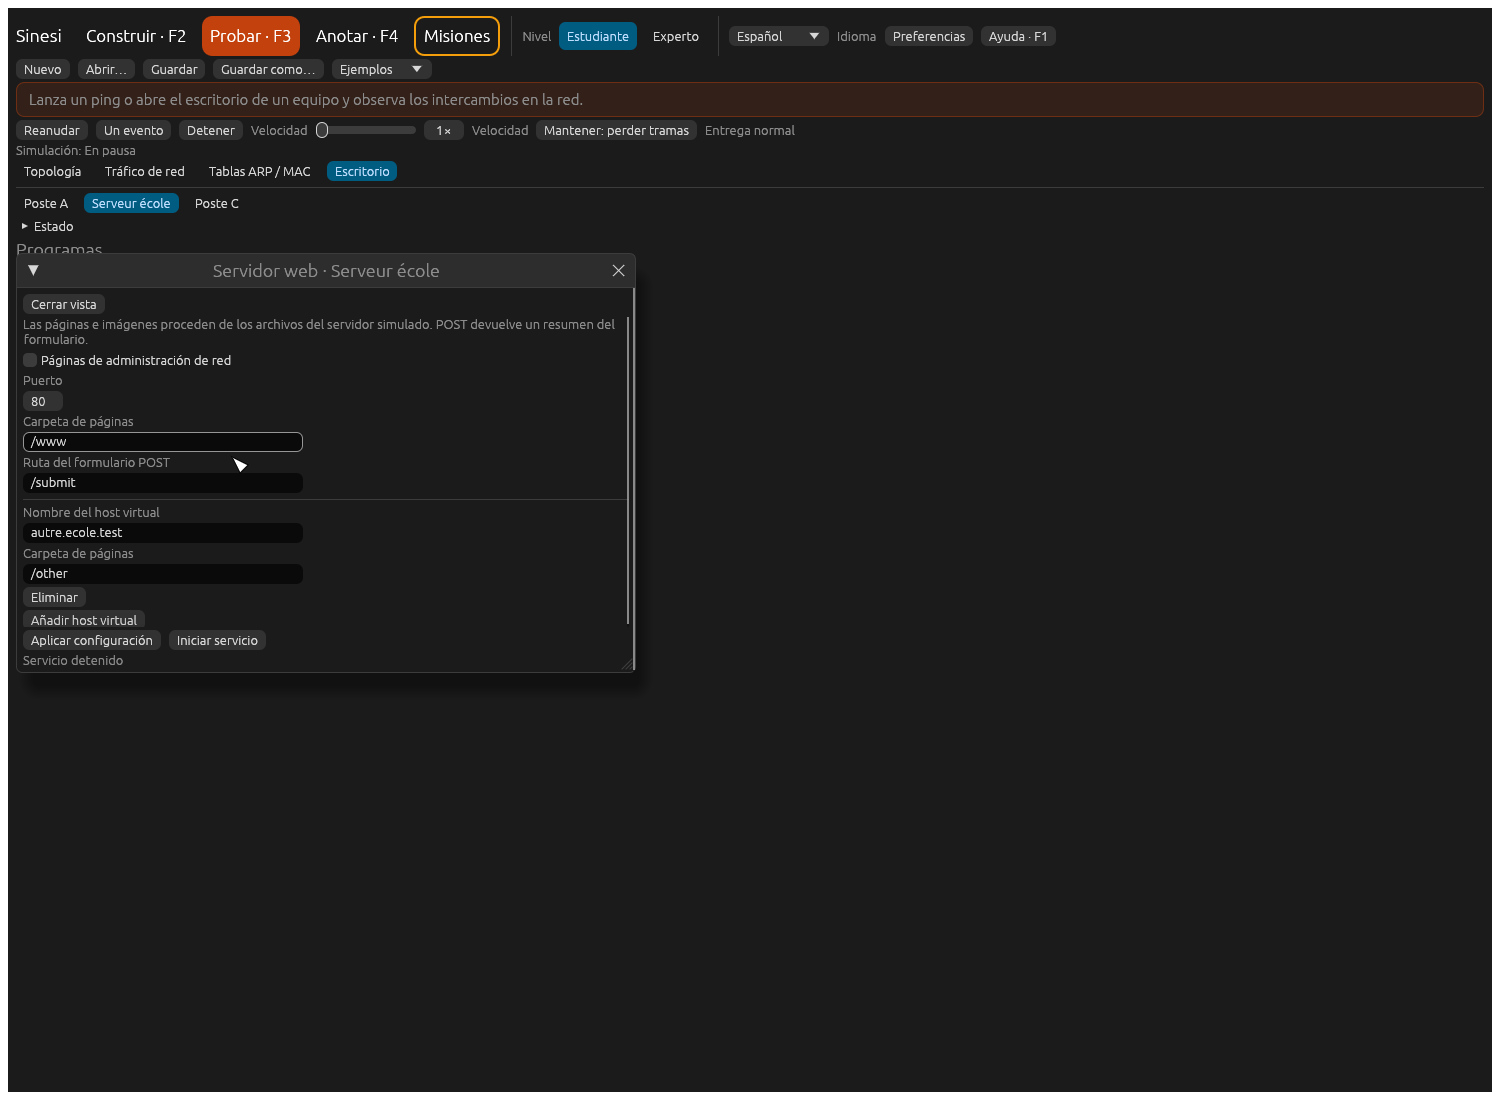 Sinesi Construir · F2 Probar · F3 Anotar · F4 Misiones Nivel Estudiante Experto Español Idioma Preferencias Ayuda · F1
Nuevo Abrir... Guardar Guardar como... Ejemplos
Lanza un ping o abre el escritorio de un equipo y observa los intercambios en la red.
Reanudar Un evento Detener Velocidad 1× Velocidad Mantener: perder tramas Entrega normal
Simulación: En pausa
Topología Tráfico de red Tablas ARP / MAC Escritorio
Poste A Serveur école Poste C
Estado
Programas
Servidor web · Serveur école
Cerrar vista
Las páginas e imágenes proceden de los archivos del servidor simulado. POST devuelve un resumen del
formulario.
Páginas de administración de red
Puerto
80
Carpeta de páginas
/www
Ruta del formulario POST
/submit
Nombre del host virtual
autre.ecole.test
Carpeta de páginas
/other
Eliminar
Añadir host virtual
Aplicar configuración Iniciar servicio
Servicio detenido